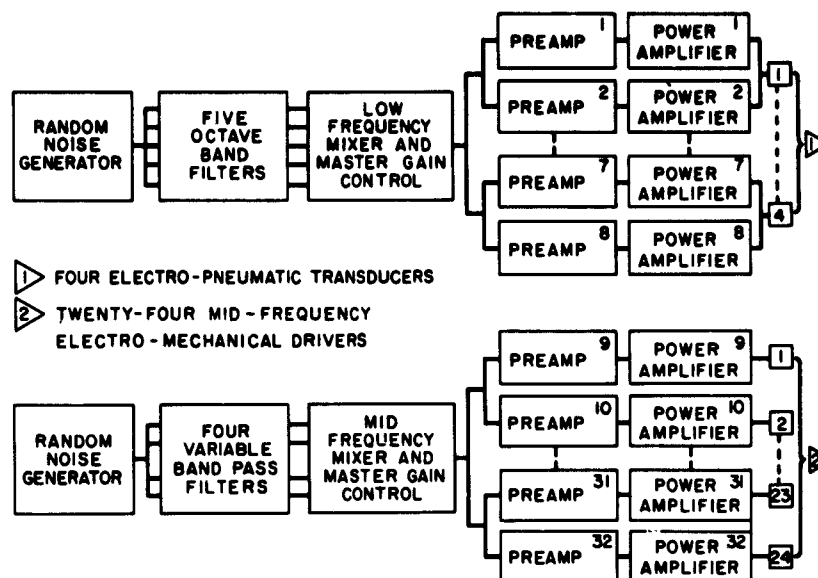 RANDOM
NOISE
GENERATOR
FIVE
OCTAVE
BAND
FILTERS
LOW
FREQUENCY
MIXER AND
MASTER GAIN
CONTROL
PREAMP 1
POWER 1
AMPLIFIER
PREAMP 2
POWER 2
AMPLIFIER
PREAMP 7
POWER 7
AMPLIFIER
PREAMP 8
POWER 8
AMPLIFIER
1
4
1
1 FOUR ELECTRO-PNEUMATIC TRANSDUCERS
2 TWENTY-FOUR MID-FREQUENCY
ELECTRO-MECHANICAL DRIVERS
RANDOM
NOISE
GENERATOR
FOUR
VARIABLE
BAND PASS
FILTERS
MID
FREQUENCY
MIXER AND
MASTER GAIN
CONTROL
PREAMP 9
POWER 9
AMPLIFIER
PREAMP 10
POWER 10
AMPLIFIER
PREAMP 31
POWER 31
AMPLIFIER
PREAMP 32
POWER 32
AMPLIFIER
1
2
23
24